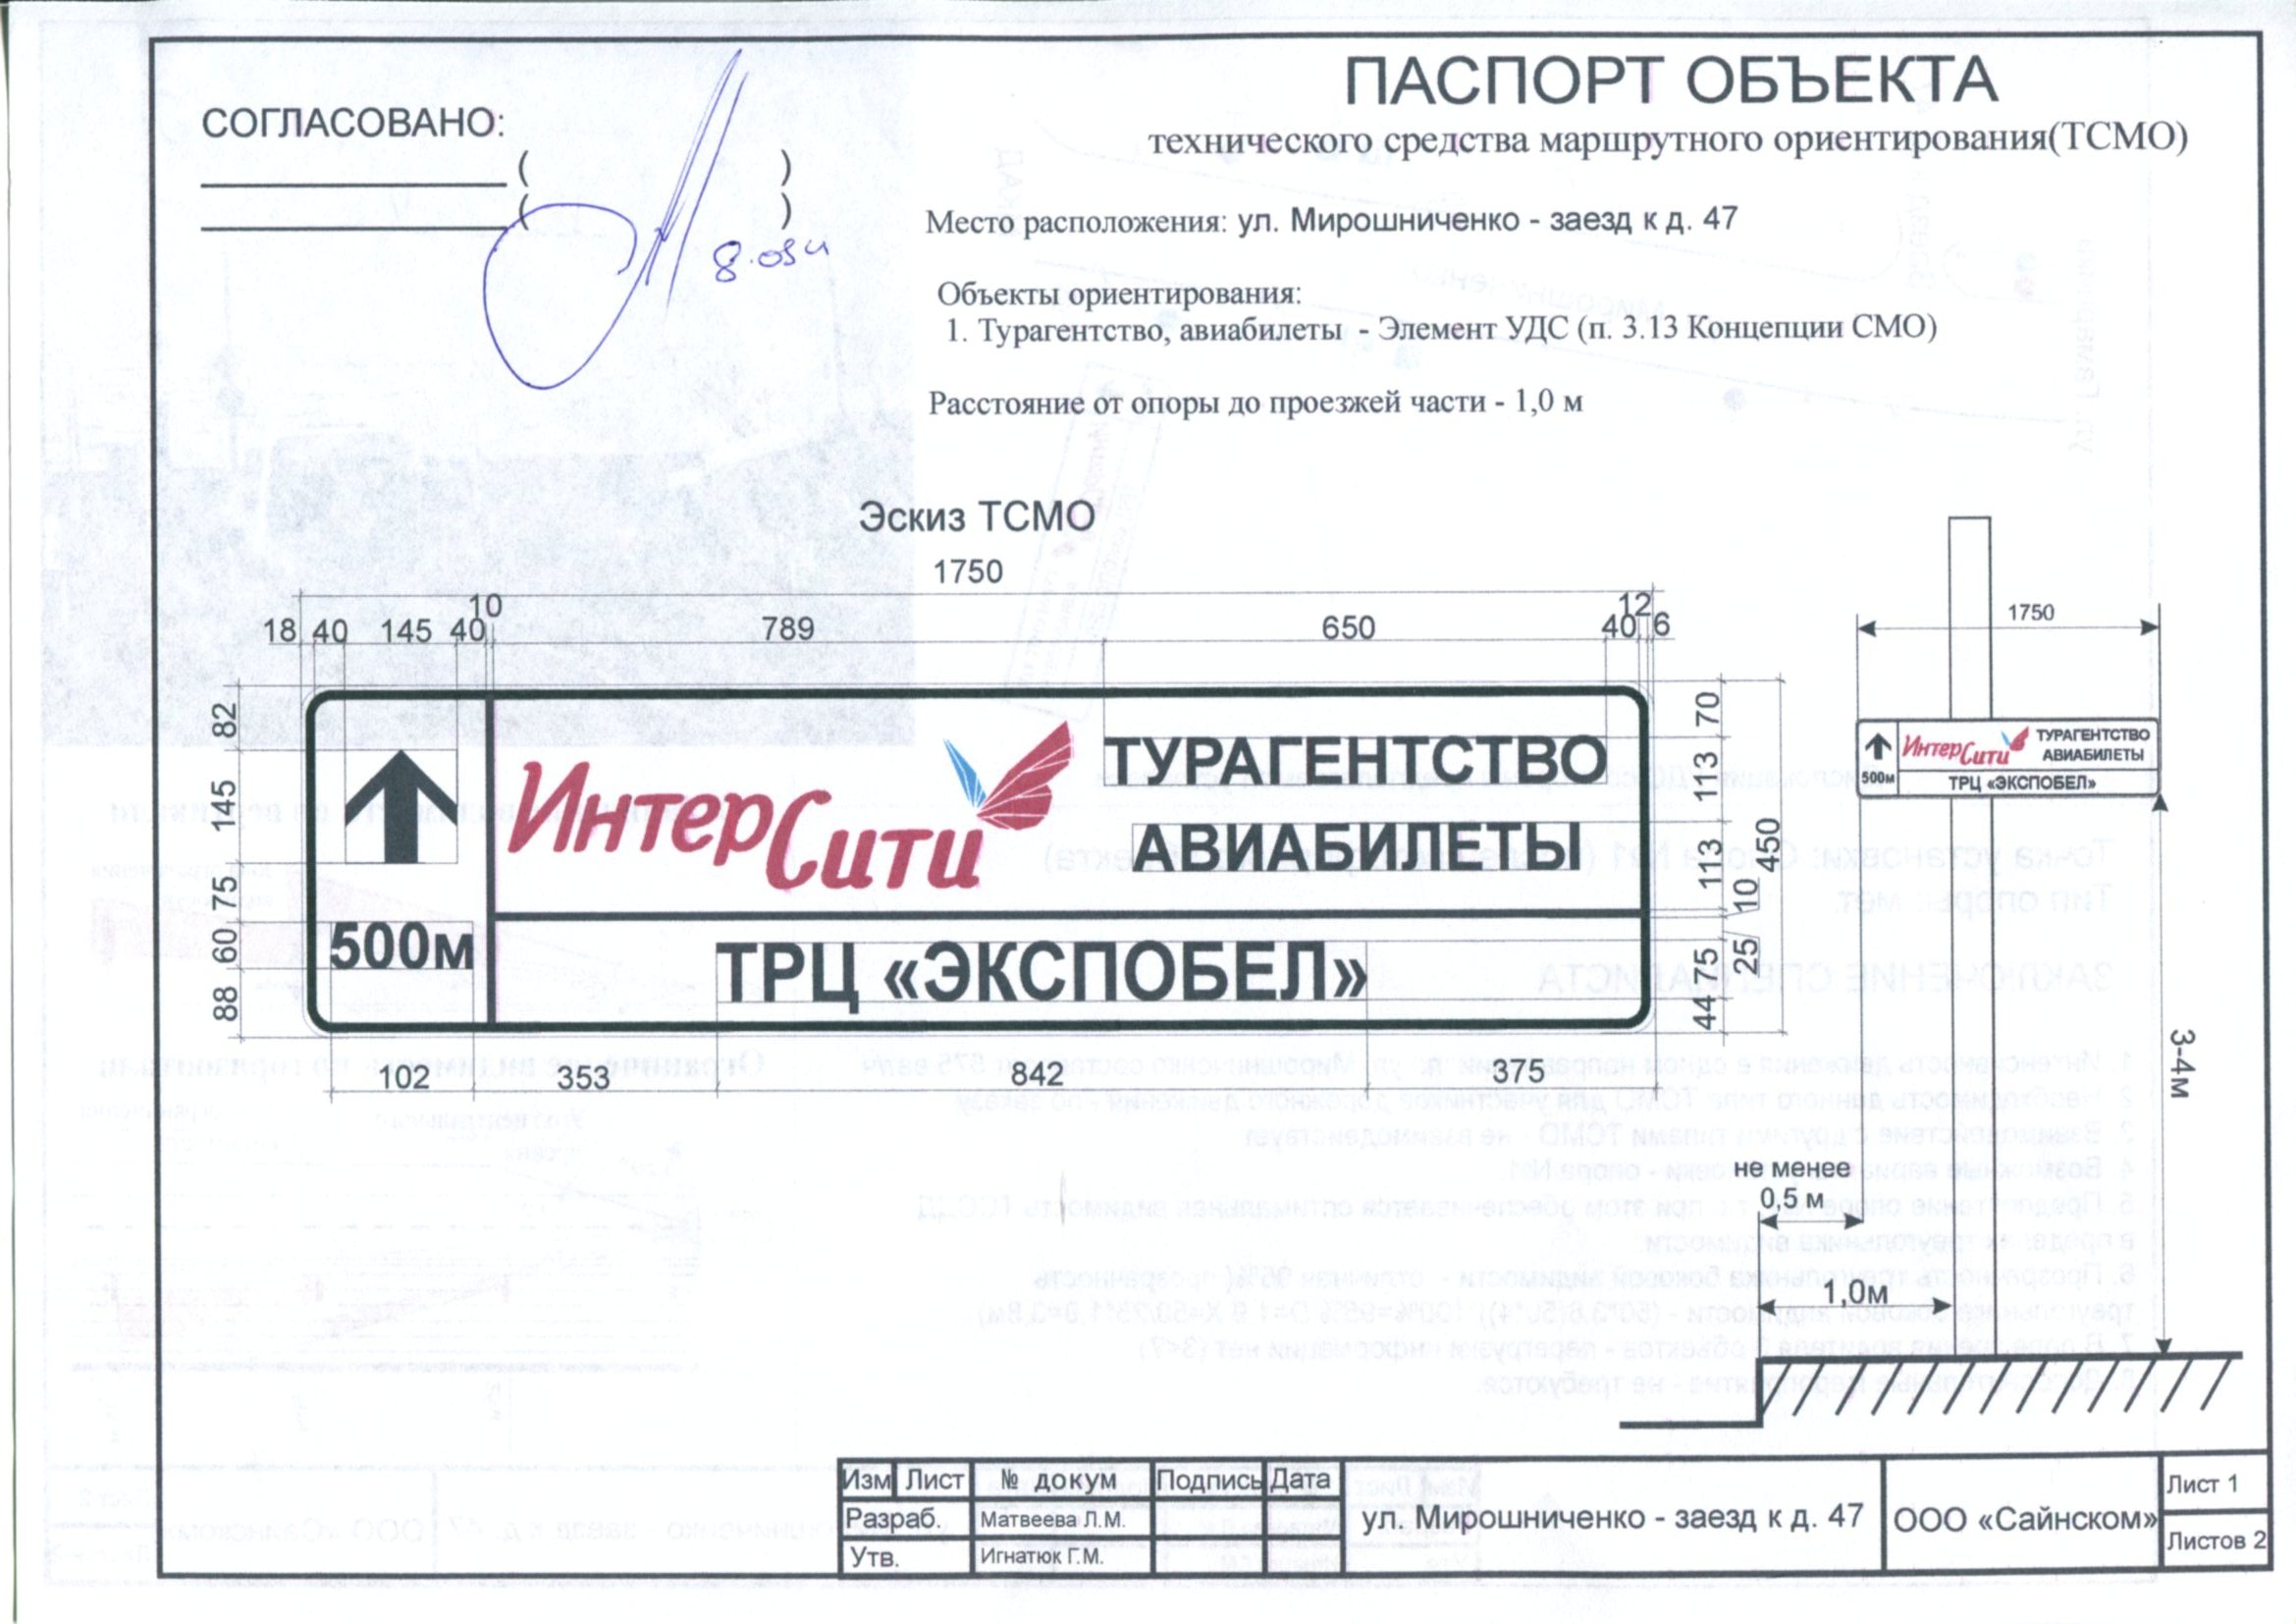 СОГЛАСОВАНО:
( )
( )
ПАСПОРТ ОБЪЕКТА
технического средства маршрутного ориентирования(ТСМО)
Место расположения: ул. Мирошниченко - заезд к д. 47
Объекты ориентирования:
1. Турагентство, авиабилеты - Элемент УДС (п. 3.13 Концепции СМО)
Расстояние от опоры до проезжей части - 1,0 м
Эскиз ТСМО
1750
10
12
18 40 145 40 789 650 40 6
82
145
75
60
88
500м
ИнтерСити
ТУРАГЕНТСТВО
АВИАБИЛЕТЫ
ТРЦ «ЭКСПОБЕЛ»
70
113
113
10
450
25
75
44
102 353 842 375
1750
500м
ИнтерСити
ТУРАГЕНТСТВО
АВИАБИЛЕТЫ
ТРЦ «ЭКСПОБЕЛ»
3-4м
не менее
0,5 м
1,0м
Изм Лист № докум Подпись Дата
Разраб. Матвеева Л.М.
Утв. Игнатюк Г.М.
ул. Мирошниченко - заезд к д. 47
ООО «Сайнском»
Лист 1
Листов 2